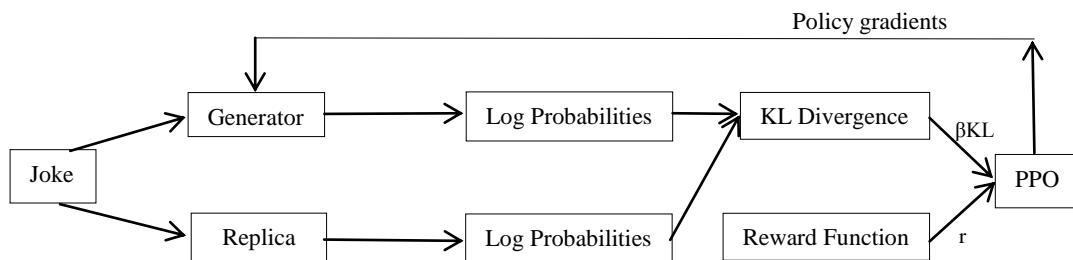 Policy gradients
Generator
Log Probabilities
KL Divergence
βKL
Joke
PPO
Replica
Log Probabilities
Reward Function
r